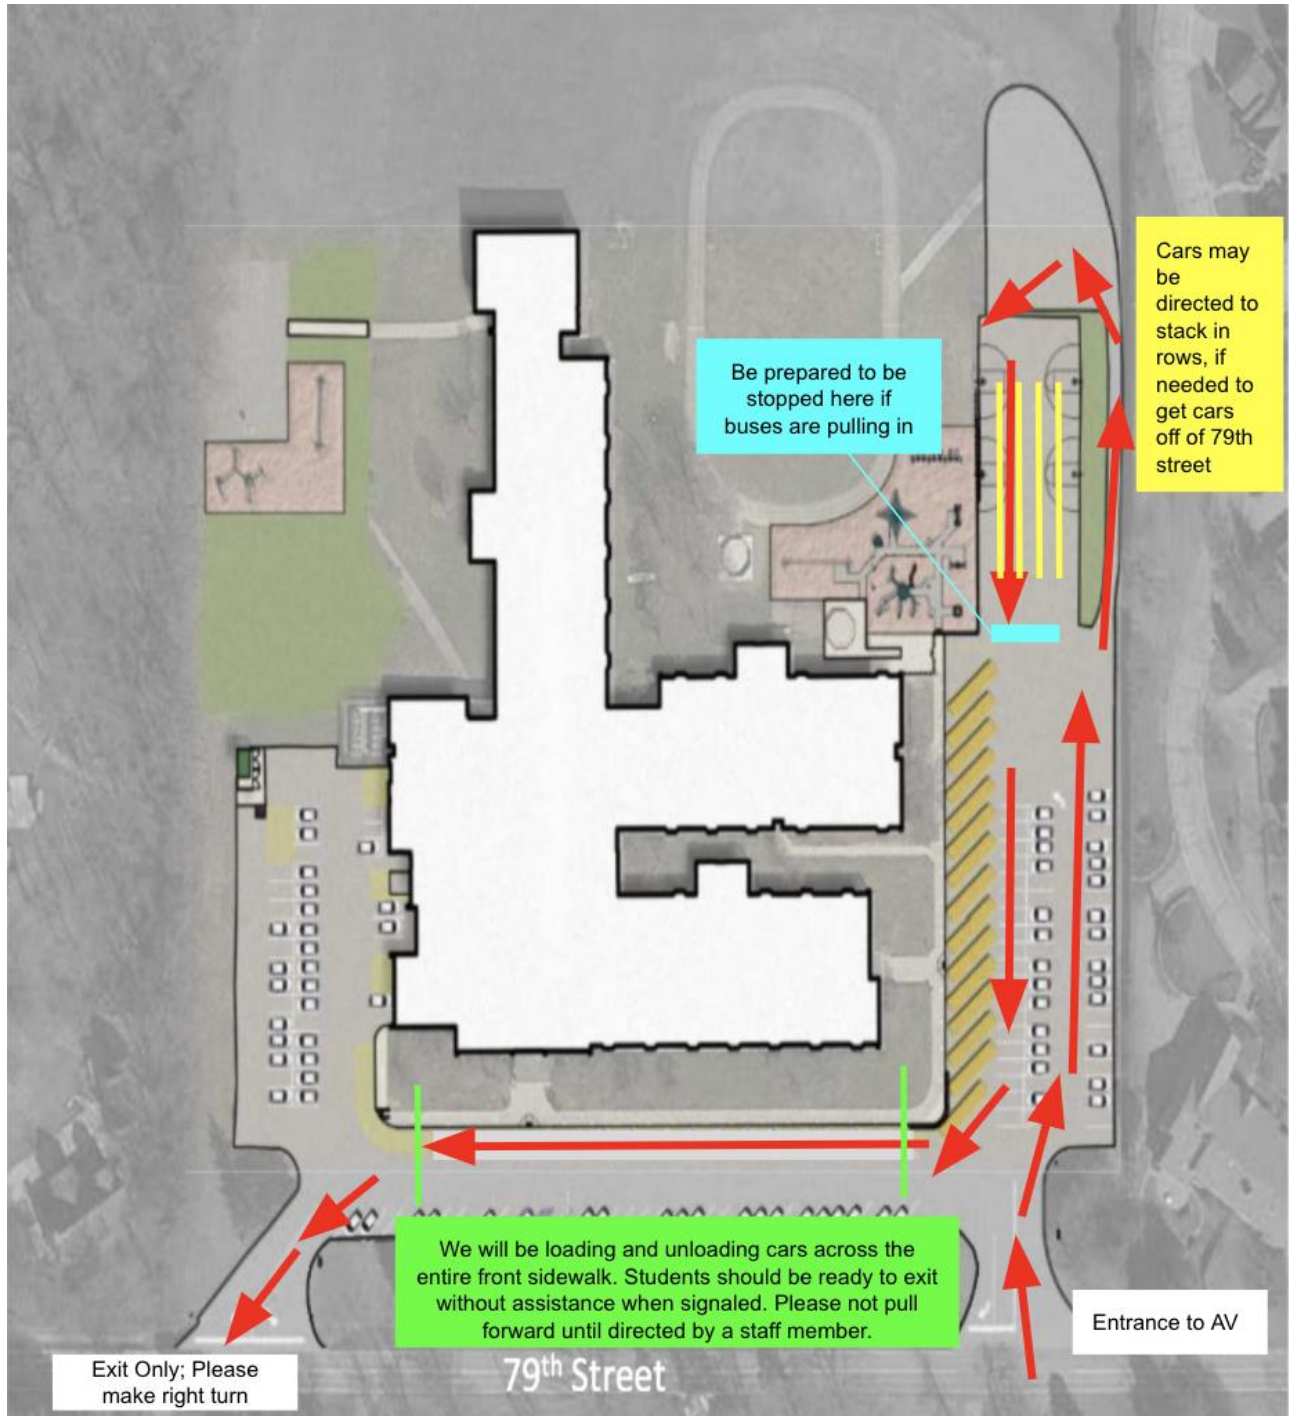 Cars may
be
directed to
stack in
rows, if
needed to
get cars
off of 79th
street
Be prepared to be
stopped here if
buses are pulling in
We will be loading and unloading cars across the
entire front sidewalk. Students should be ready to exit
without assistance when signaled. Please not pull
forward until directed by a staff member.
Entrance to AV
Exit Only; Please
make right turn
79th Street